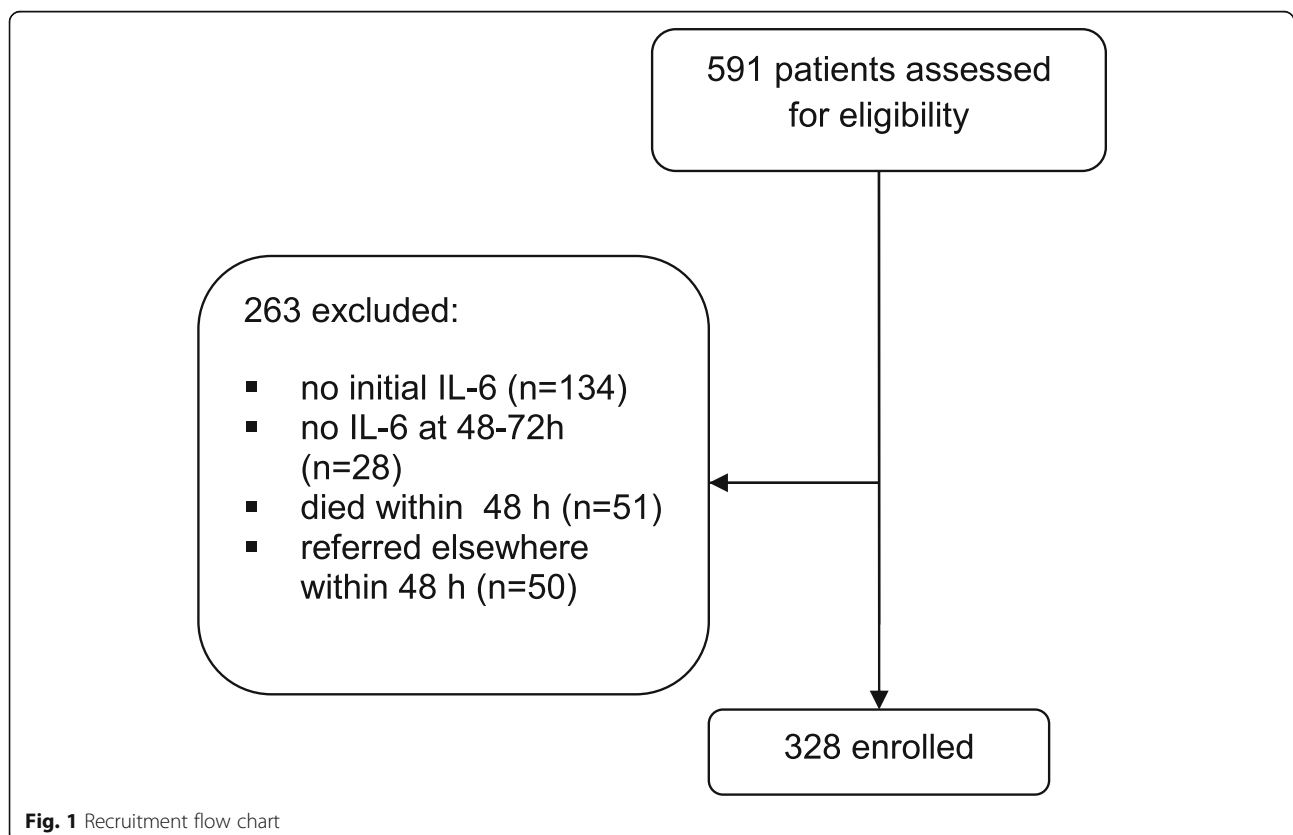 591 patients assessed
for eligibility
263 excluded:
▪ no initial IL-6 (n=134)
▪ no IL-6 at 48-72h
(n=28)
▪ died within 48 h (n=51)
▪ referred elsewhere
within 48 h (n=50)
328 enrolled
Fig. 1 Recruitment flow chart